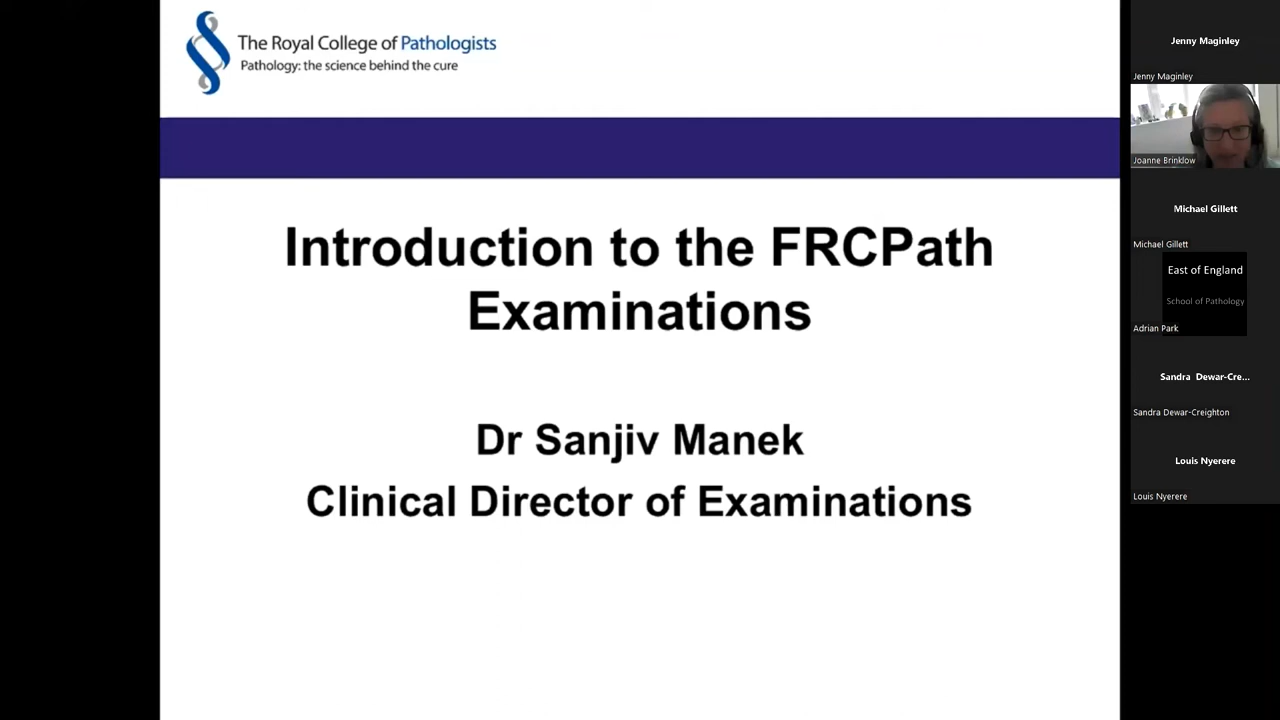 The Royal College of Pathologists
Pathology: the science behind the cure
Introduction to the FRCPath
Examinations
Dr Sanjiv Manek
Clinical Director of Examinations
Jenny Maginley
Jenny Maginley
Joanne Brinklow
Michael Gillett
Michael Gillett
East of England
School of Pathology
Adrian Park
Sandra Dewar-Cre...
Sandra Dewar-Creighton
Louis Nyerere
Louis Nyerere